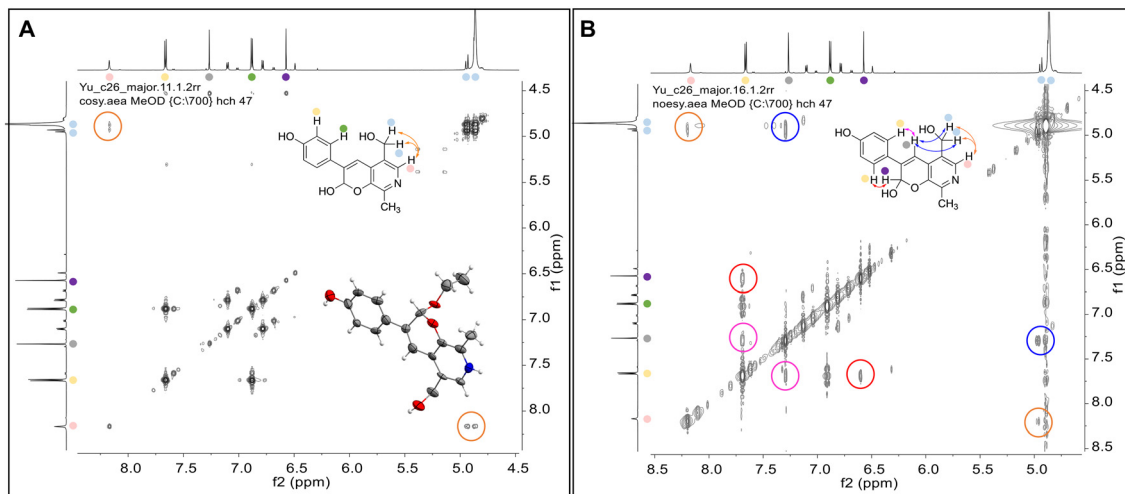 A
Yu_c26_major.11.1.2rr
cosy.aea MeOD {C:\700} hch 47
HO
H
H
HO
H
H
H
HO
O
N
CH3
4.5
5.0
5.5
6.0
6.5
7.0
7.5
8.0
f1 (ppm)
8.0 7.5 7.0 6.5 6.0 5.5 5.0 4.5
f2 (ppm)
B
Yu_c26_major.16.1.2rr
noesy.aea MeOD {C:\700} hch 47
HO
H
H
HO
H
H
H
H
H
HO
O
N
CH3
4.5
5.0
5.5
6.0
6.5
7.0
7.5
8.0
8.5
f1 (ppm)
8.5 8.0 7.5 7.0 6.5 6.0 5.5 5.0
f2 (ppm)